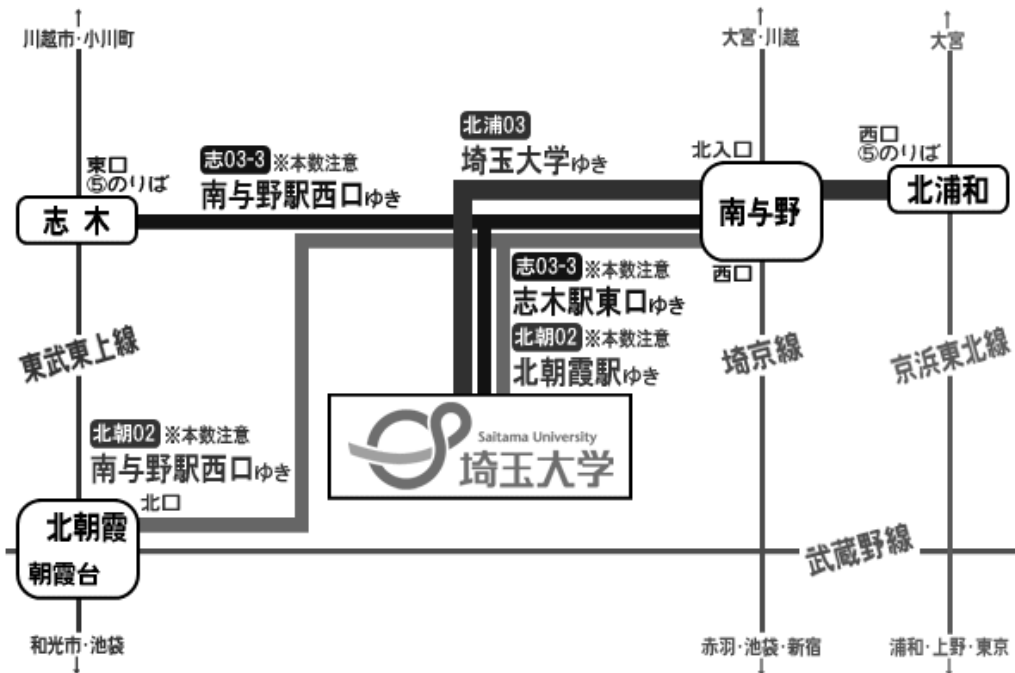 川越市・小川町
大宮・川越
大宮
北浦03
埼玉大学ゆき
西口
⑤のりば
北入口
東口
⑤のりば
志03-3 ※本数注意
南与野駅西口ゆき
志木
南与野
北浦和
西口
志03-3 ※本数注意
志木駅東口ゆき
北朝02 ※本数注意
北朝霞駅ゆき
東武東上線
埼京線
京浜東北線
Saitama University
埼玉大学
北朝02 ※本数注意
南与野駅西口ゆき
北口
北朝霞
朝霞台
武蔵野線
和光市・池袋
赤羽・池袋・新宿
浦和・上野・東京